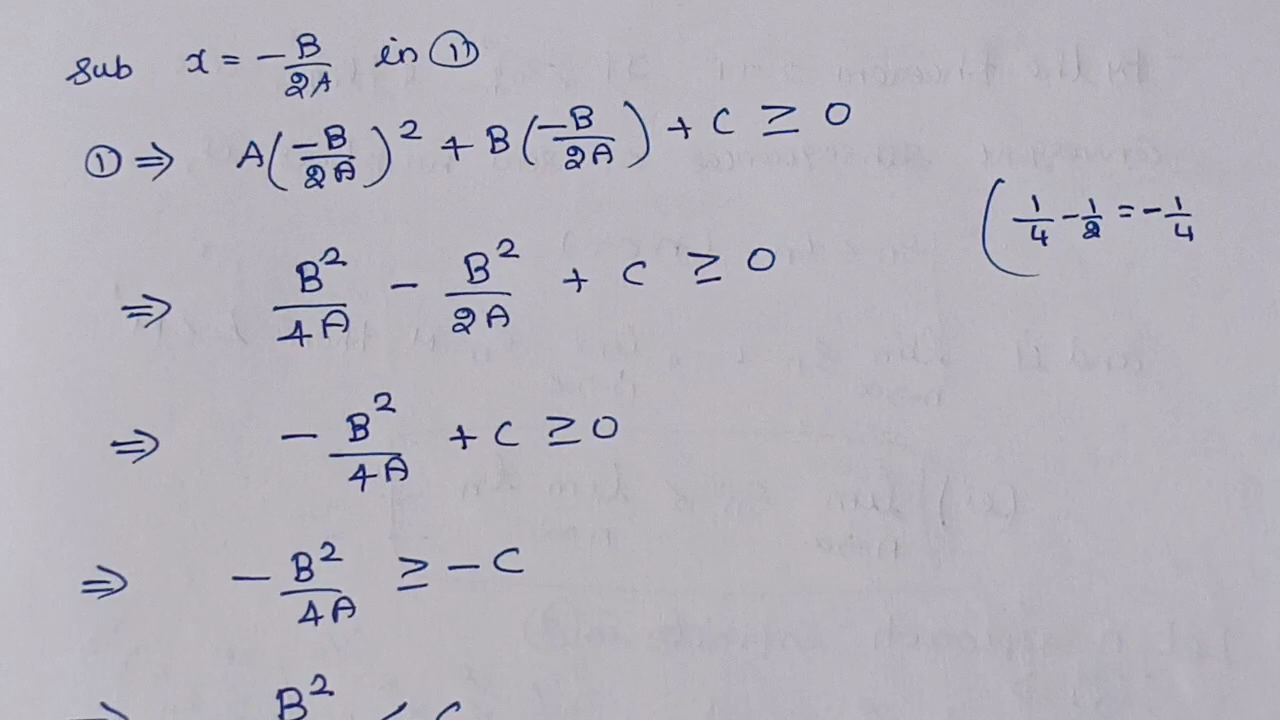 sub x = -B/2A in ①
① ⇒ A(-B/2A)² + B(-B/2A) + C ≥ 0
(1/4 - 1/2 = -1/4
⇒ B²/4A - B²/2A + C ≥ 0
⇒ -B²/4A + C ≥ 0
⇒ -B²/4A ≥ -C
B²